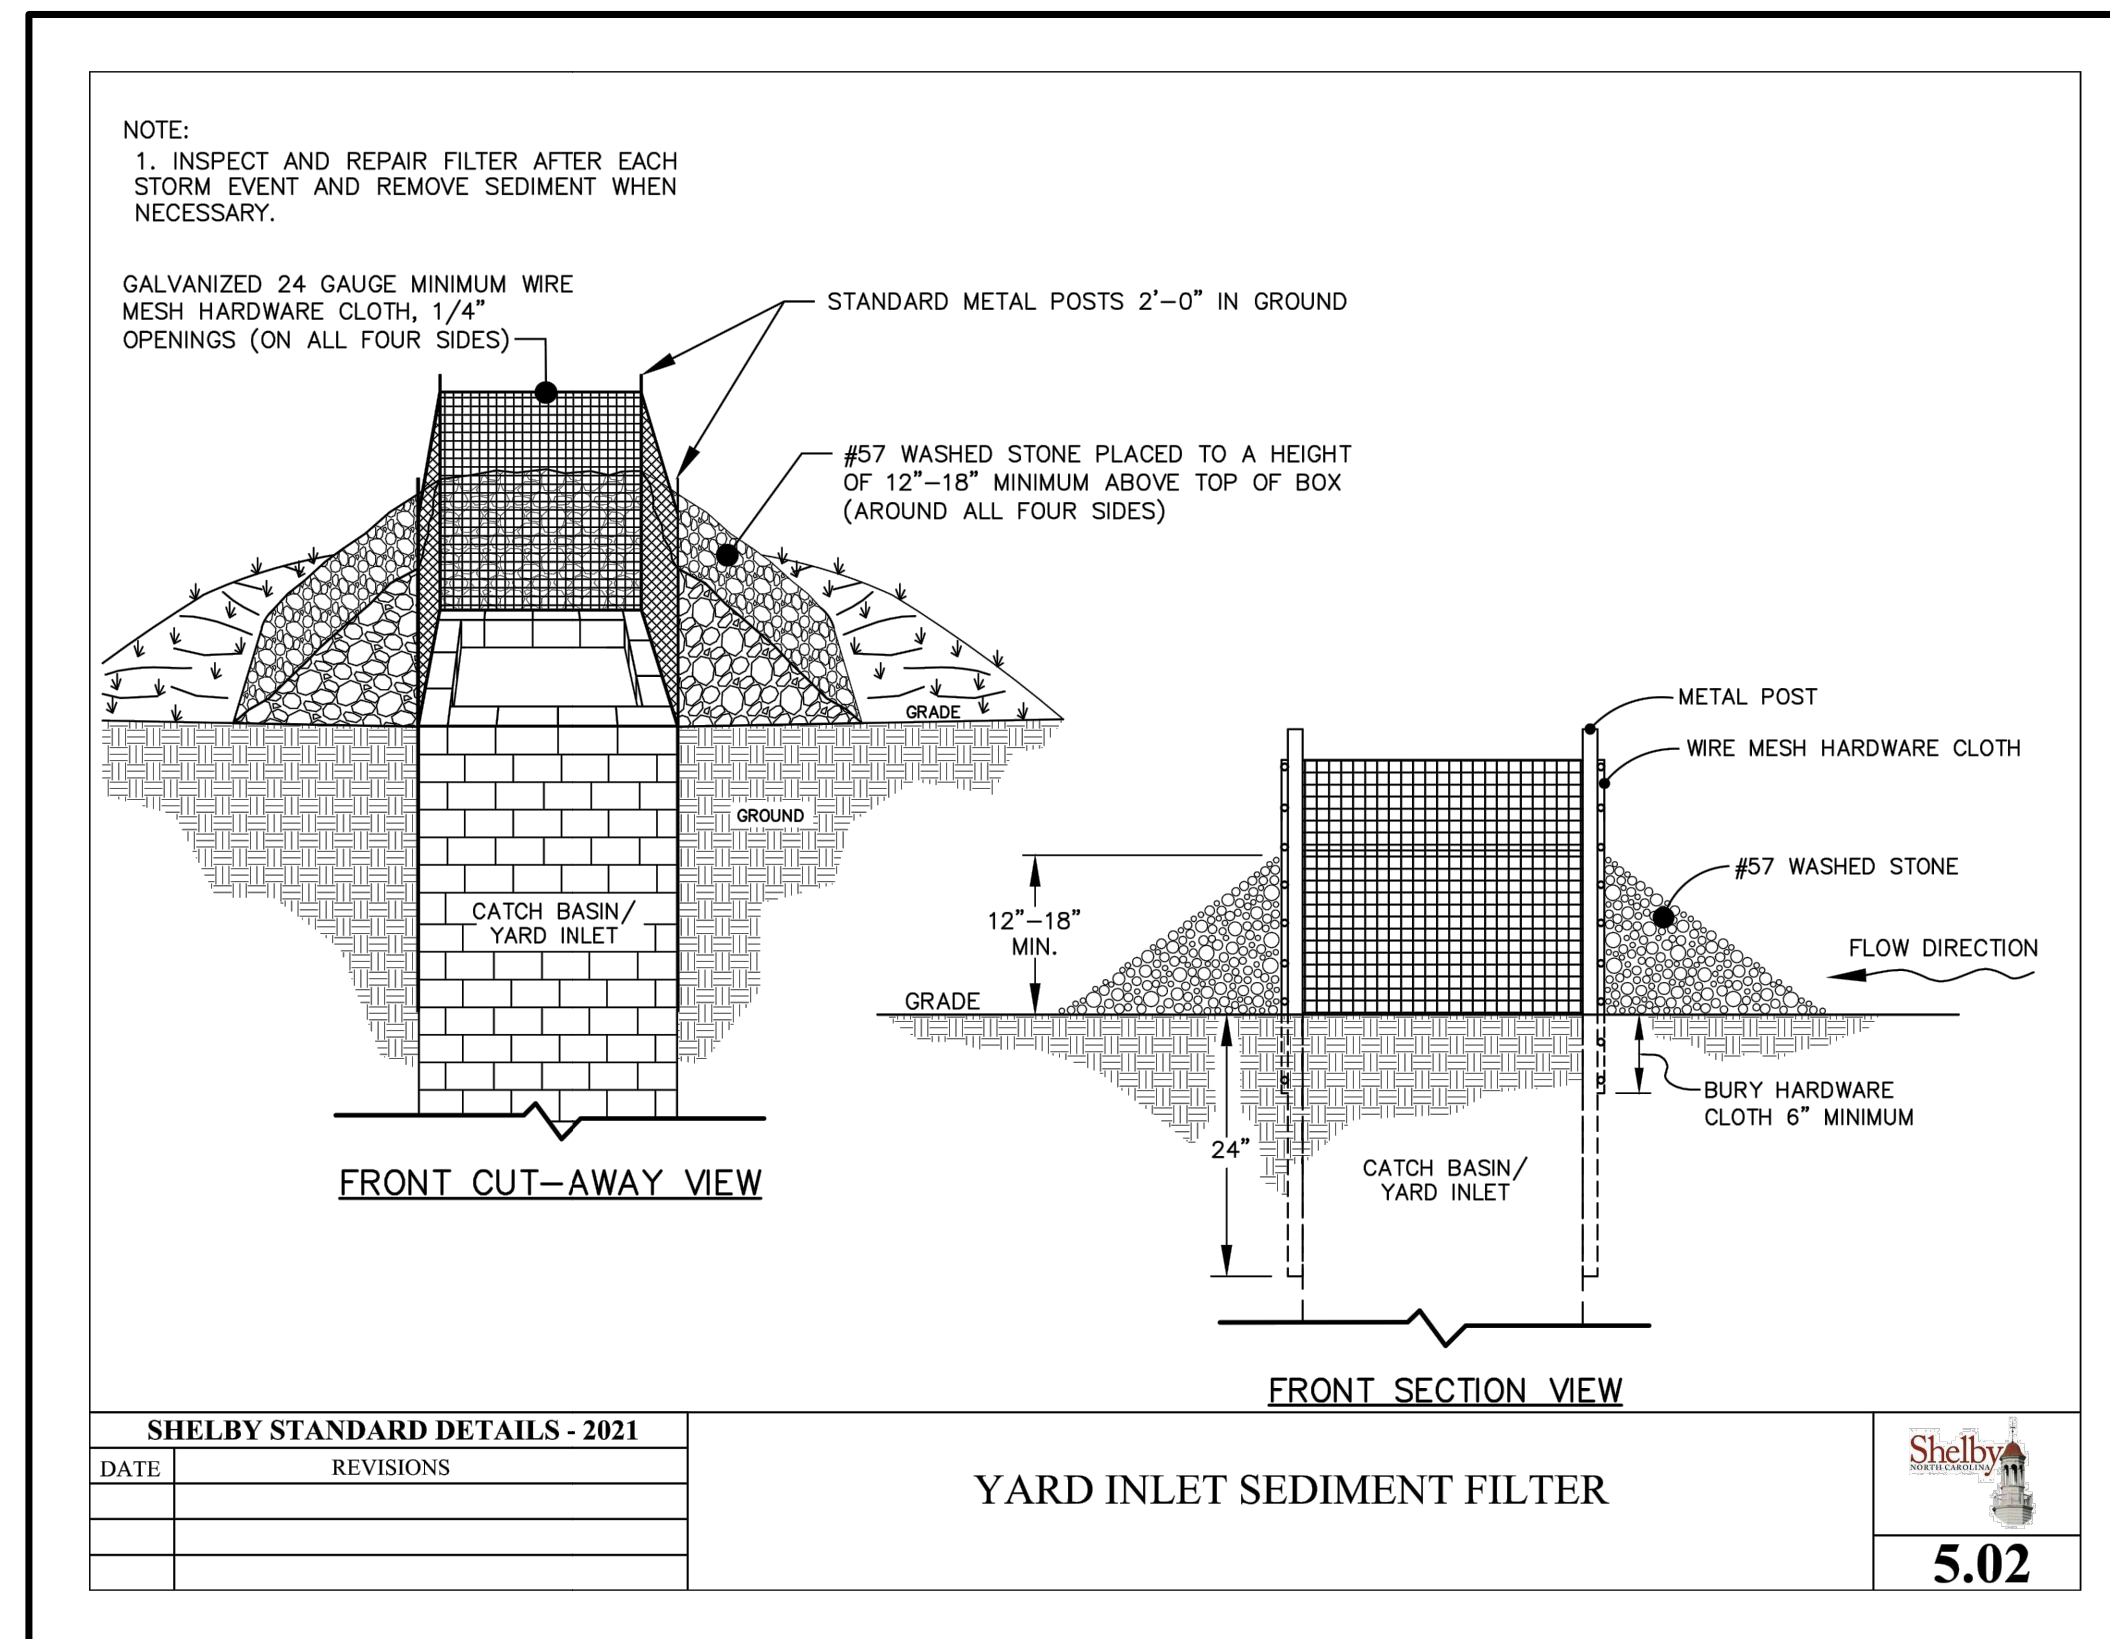 NOTE:
1. INSPECT AND REPAIR FILTER AFTER EACH
STORM EVENT AND REMOVE SEDIMENT WHEN
NECESSARY.
GALVANIZED 24 GAUGE MINIMUM WIRE
MESH HARDWARE CLOTH, 1/4”
OPENINGS (ON ALL FOUR SIDES)
STANDARD METAL POSTS 2’–0” IN GROUND
#57 WASHED STONE PLACED TO A HEIGHT
OF 12”–18” MINIMUM ABOVE TOP OF BOX
(AROUND ALL FOUR SIDES)
GRADE
GROUND
CATCH BASIN/
YARD INLET
FRONT CUT–AWAY VIEW
METAL POST
WIRE MESH HARDWARE CLOTH
#57 WASHED STONE
FLOW DIRECTION
12”–18”
MIN.
GRADE
BURY HARDWARE
CLOTH 6” MINIMUM
24”
CATCH BASIN/
YARD INLET
FRONT SECTION VIEW
SHELBY STANDARD DETAILS - 2021
DATE REVISIONS
YARD INLET SEDIMENT FILTER
Shelby
NORTH CAROLINA
5.02